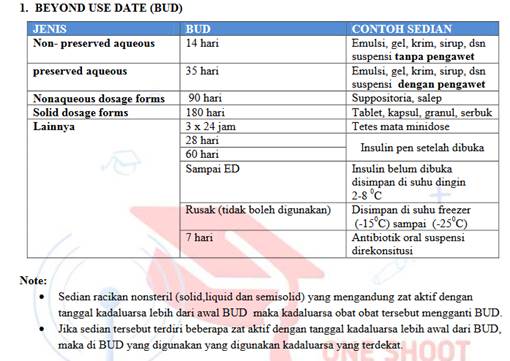 1. BEYOND USE DATE (BUD)
JENIS BUD CONTOH SEDIAN
Non- preserved aqueous 14 hari Emulsi, gel, krim, sirup, dsn
suspensi tanpa pengawet
preserved aqueous 35 hari Emulsi, gel, krim, sirup, dsn
suspensi dengan pengawet
Nonaqueous dosage forms 90 hari Suppositoria, salep
Solid dosage forms 180 hari Tablet, kapsul, granul, serbuk
Lainnya 3 x 24 jam Tetes mata minidose
28 hari Insulin pen setelah dibuka
60 hari
Sampai ED Insulin belum dibuka
disimpan di suhu dingin
2-8 ⁰C
Rusak (tidak boleh digunakan) Disimpan di suhu freezer
(-15⁰C) sampai (-25⁰C)
7 hari Antibiotik oral suspensi
direkonsitusi
Note:
• Sedian racikan nonsteril (solid,liquid dan semisolid) yang mengandung zat aktif dengan
tanggal kadaluarsa lebih dari awal BUD maka kadaluarsa obat obat tersebut mengganti BUD.
• Jika sedian tersebut terdiri beberapa zat aktif dengan tanggal kadaluarsa lebih awal dari BUD,
maka di BUD yang digunakan yang digunakan kadaluarsa yang terdekat.
ONE SHOOT